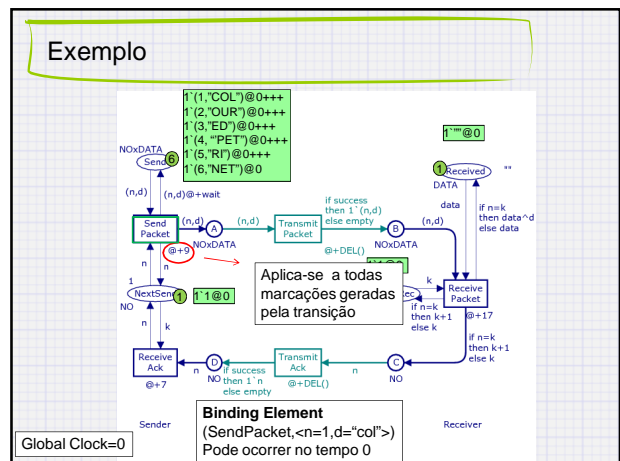 Exemplo
1`(1,"COL")@0+++
1`(2,"OUR")@0+++
1`(3,"ED")@0+++
1`(4, “"PET")@0+++
1`(5,"RI")@0+++
1`(6,"NET")@0
1`""@0
NOxDATA
Send
6
1
Received
""
DATA
(n,d)
(n,d)@+wait
if success
then 1`(n,d)
else empty
data
if n=k
then data^d
else data
Send
Packet
(n,d)
A
Transmit
Packet
B
(n,d)
NOxDATA
@+DEL()
NOxDATA
@+9
n
n
Aplica-se a todas
marcações geradas
pela transição
1`1@0
k
Rec
Receive
Packet
1
NextSend
1
1`1@0
NO
if n=k
then k+1
else k
@+17
n
k
if n=k
then k+1
else k
Receive
Ack
n
D
if success
then 1`n
else empty
Transmit
Ack
n
C
@+7
NO
@+DEL()
NO
Sender
Receiver
Binding Element
(SendPacket,<n=1,d=“col”>)
Pode ocorrer no tempo 0
Global Clock=0